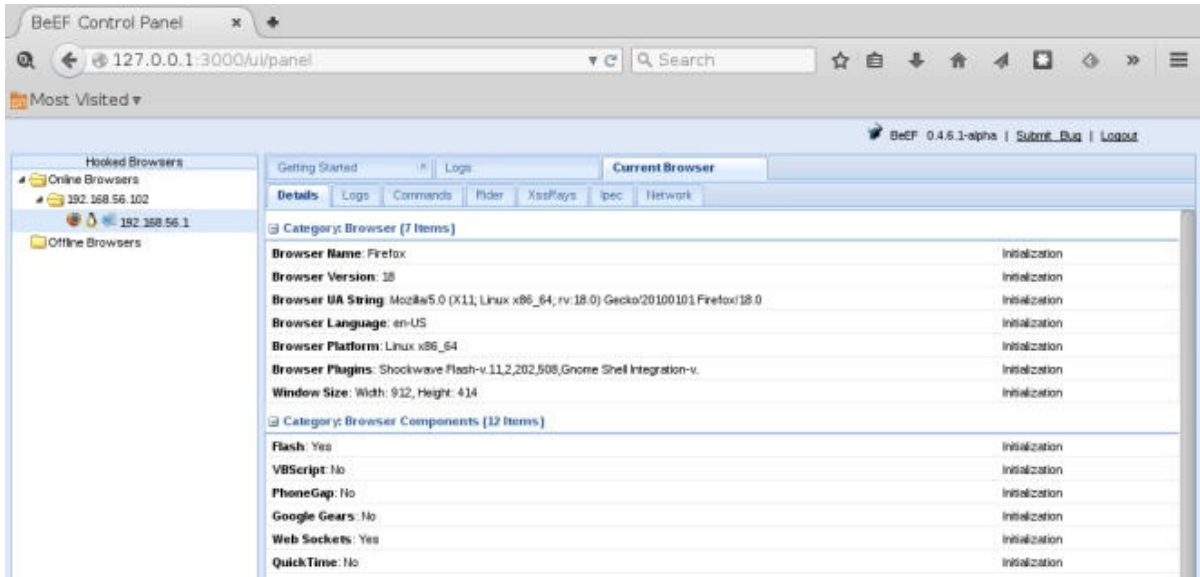 BeEF Control Panel
127.0.0.1:3000/ui/panel
Search
Most Visited
BeEF 0.4.6.1-alpha | Submit Bug | Logout
Hooked Browsers
Online Browsers
192.168.56.102
192.168.56.1
Offline Browsers
Getting Started
Logs
Current Browser
Details
Logs
Commands
Rider
XssRays
Ipec
Network
Category: Browser (7 Items)
Browser Name: Firefox
Initialization
Browser Version: 18
Initialization
Browser UA String: Mozilla/5.0 (X11; Linux x86_64; rv:18.0) Gecko/20100101 Firefox/18.0
Initialization
Browser Language: en-US
Initialization
Browser Platform: Linux x86_64
Initialization
Browser Plugins: Shockwave Flash-v.11,2,202,508,Gnome Shell Integration-v.
Initialization
Window Size: Width: 912, Height: 414
Initialization
Category: Browser Components (12 Items)
Flash: Yes
Initialization
VBScript: No
Initialization
PhoneGap: No
Initialization
Google Gears: No
Initialization
Web Sockets: Yes
Initialization
QuickTime: No
Initialization